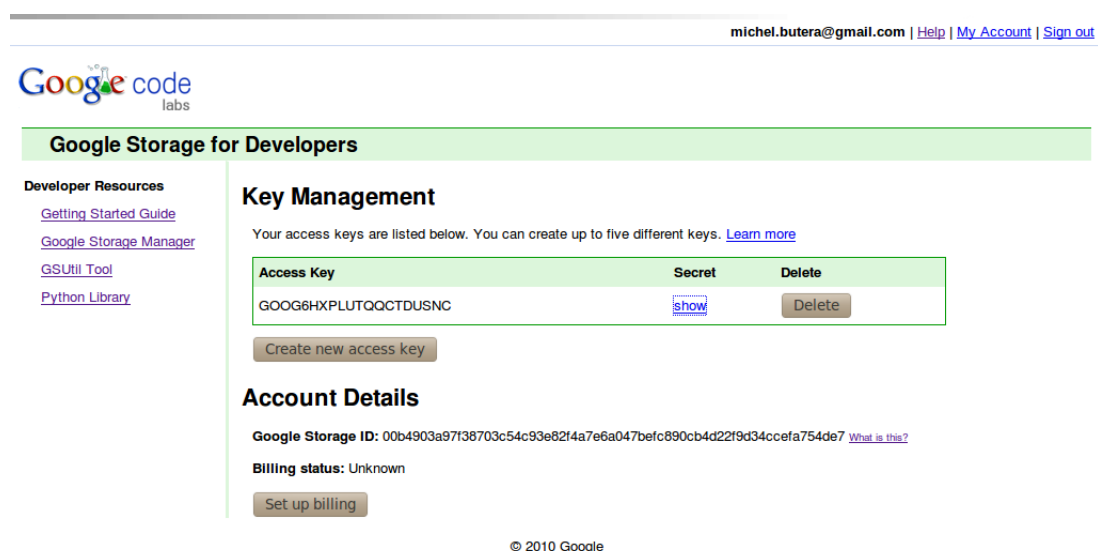 michel.butera@gmail.com | Help | My Account | Sign out
Google code
labs
Google Storage for Developers
Developer Resources
Getting Started Guide
Google Storage Manager
GSUtil Tool
Python Library
Key Management
Your access keys are listed below. You can create up to five different keys. Learn more
Access Key Secret Delete
GOOG6HXPLUTQQCTDUSNC show Delete
Create new access key
Account Details
Google Storage ID: 00b4903a97f38703c54c93e82f4a7e6a047befc890cb4d22f9d34ccefa754de7 What is this?
Billing status: Unknown
Set up billing
© 2010 Google